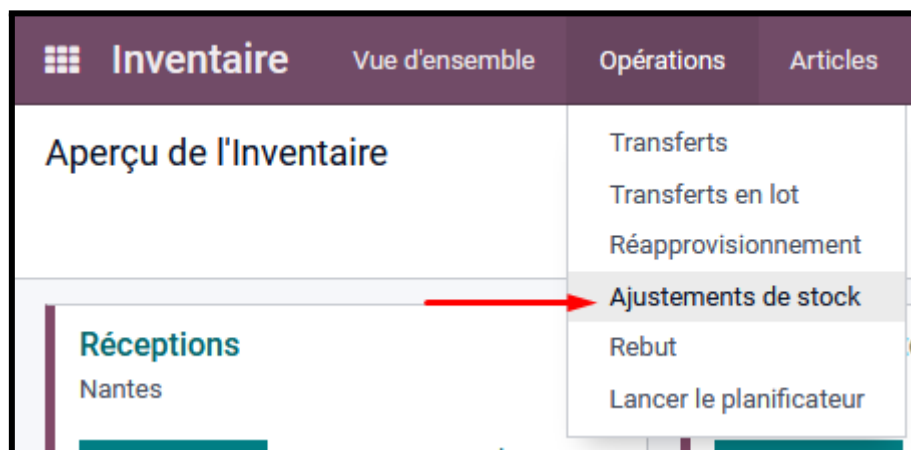 Inventaire Vue d'ensemble Opérations Articles
Aperçu de l'Inventaire
Transferts
Transferts en lot
Réapprovisionnement
Ajustements de stock
Rebut
Lancer le planificateur
Réceptions
Nantes